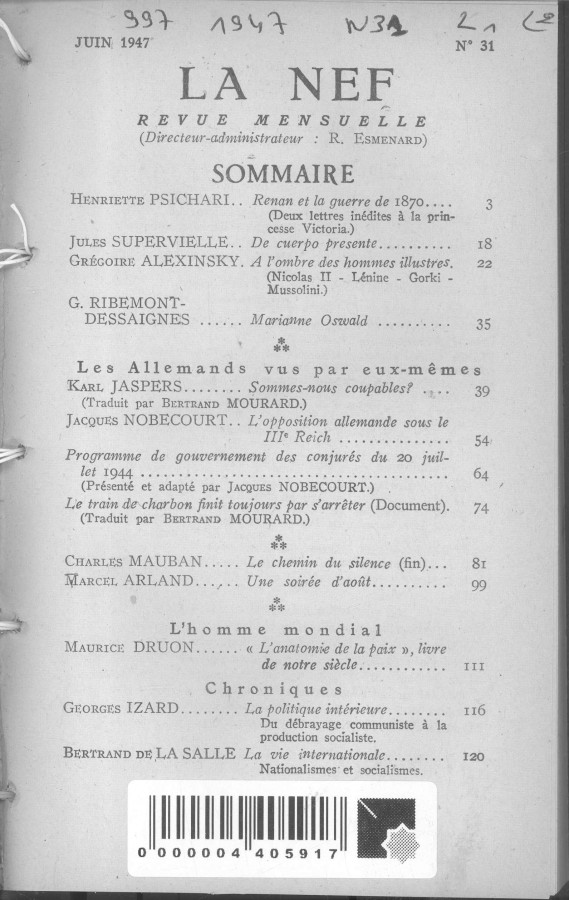 997 1947 N31 21
JUIN 1947 N° 31
LA NEF
REVUE MENSUELLE
(Directeur-administrateur : R. ESMENARD)
SOMMAIRE
HENRIETTE PSICHARI.. Renan et la guerre de 1870.... 3
(Deux lettres inédites à la prin-
cesse Victoria.)
JULES SUPERVIELLE.. De cuerpo presente.......... 18
GRÉGOIRE ALEXINSKY. A l'ombre des hommes illustres. 22
(Nicolas II - Lénine - Gorki -
Mussolini.)
G. RIBEMONT-
DESSAIGNES ...... Marianne Oswald .......... 35
Les Allemands vus par eux-mêmes
KARL JASPERS........ Sommes-nous coupables? .... 39
(Traduit par BERTRAND MOURARD.)
JACQUES NOBECOURT.. L'opposition allemande sous le
IIIe Reich ............... 54
Programme de gouvernement des conjurés du 20 juil-
let 1944 ........................................ 64
(Présenté et adapté par JACQUES NOBECOURT.)
Le train de charbon finit toujours par s'arrêter (Document). 74
(Traduit par BERTRAND MOURARD.)
CHARLES MAUBAN..... Le chemin du silence (fin)... 81
MARCEL ARLAND...... Une soirée d'août.......... 99
L'homme mondial
MAURICE DRUON...... « L'anatomie de la paix », livre
de notre siècle............ 111
Chroniques
GEORGES IZARD........ La politique intérieure........ 116
Du débrayage communiste à la
production socialiste.
BERTRAND DE LA SALLE La vie internationale........ 120
Nationalismes et socialismes.
0 000004 405917